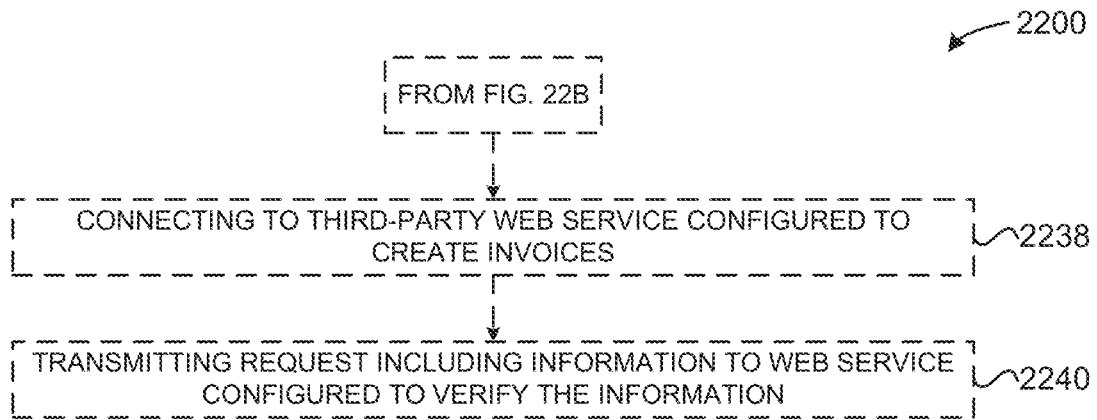 2200
FROM FIG. 22B
CONNECTING TO THIRD-PARTY WEB SERVICE CONFIGURED TO
CREATE INVOICES
2238
TRANSMITTING REQUEST INCLUDING INFORMATION TO WEB SERVICE
CONFIGURED TO VERIFY THE INFORMATION
2240